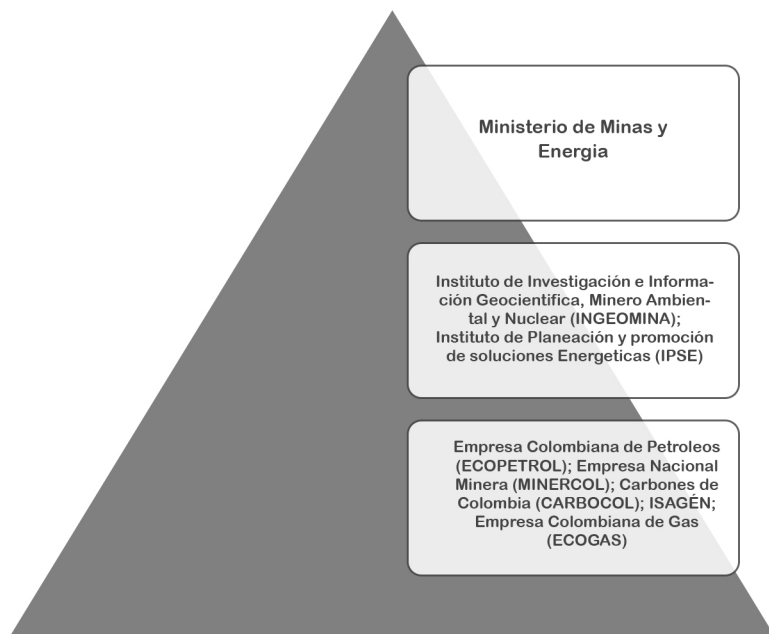 Ministerio de Minas y
Energia
Instituto de Investigación e Informa-
ción Geocientifica, Minero Ambien-
tal y Nuclear (INGEOMINA);
Instituto de Planeación y promoción
de soluciones Energeticas (IPSE)
Empresa Colombiana de Petroleos
(ECOPETROL); Empresa Nacional
Minera (MINERCOL); Carbones de
Colombia (CARBOCOL); ISAGÉN;
Empresa Colombiana de Gas
(ECOGAS)